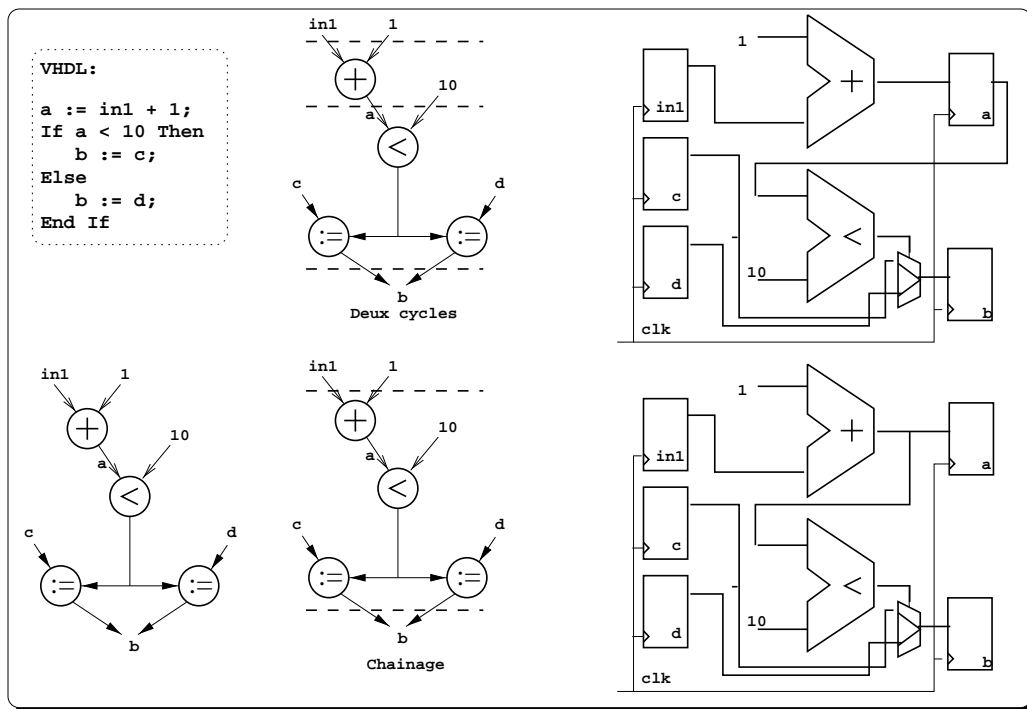 VHDL:
a := in1 + 1;
If a < 10 Then
b := c;
Else
b := d;
End If
in1 1
+
10
a
<
c d
:= :=
b
Deux cycles
1
+
in1
a
c
<
d
10
b
clk
in1 1
+
10
a
<
c d
:= :=
b
in1 1
+
10
a
<
c d
:= :=
b
Chainage
1
+
in1
a
c
<
d
10
b
clk